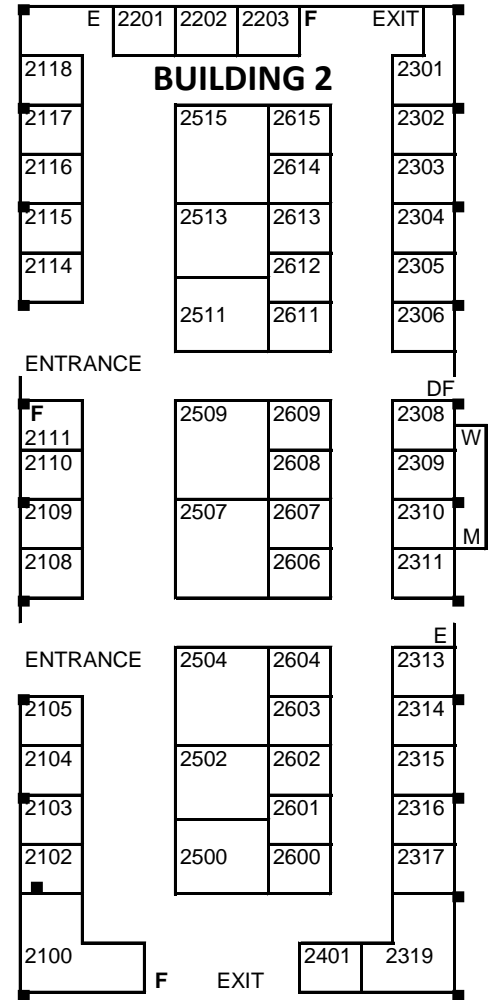 E 2201 2202 2203 F EXIT
2118 BUILDING 2 2301
2117 2515 2615 2302
2116 2614 2303
2115 2513 2613 2304
2114 2612 2305
2511 2611 2306
ENTRANCE
DF
F 2509 2609 2308
2111 W
2110 2608 2309
2109 2507 2607 2310
M
2108 2606 2311
E
ENTRANCE 2504 2604 2313
2105 2603 2314
2104 2502 2602 2315
2103 2601 2316
2102 2500 2600 2317
2100 2401 2319
F EXIT